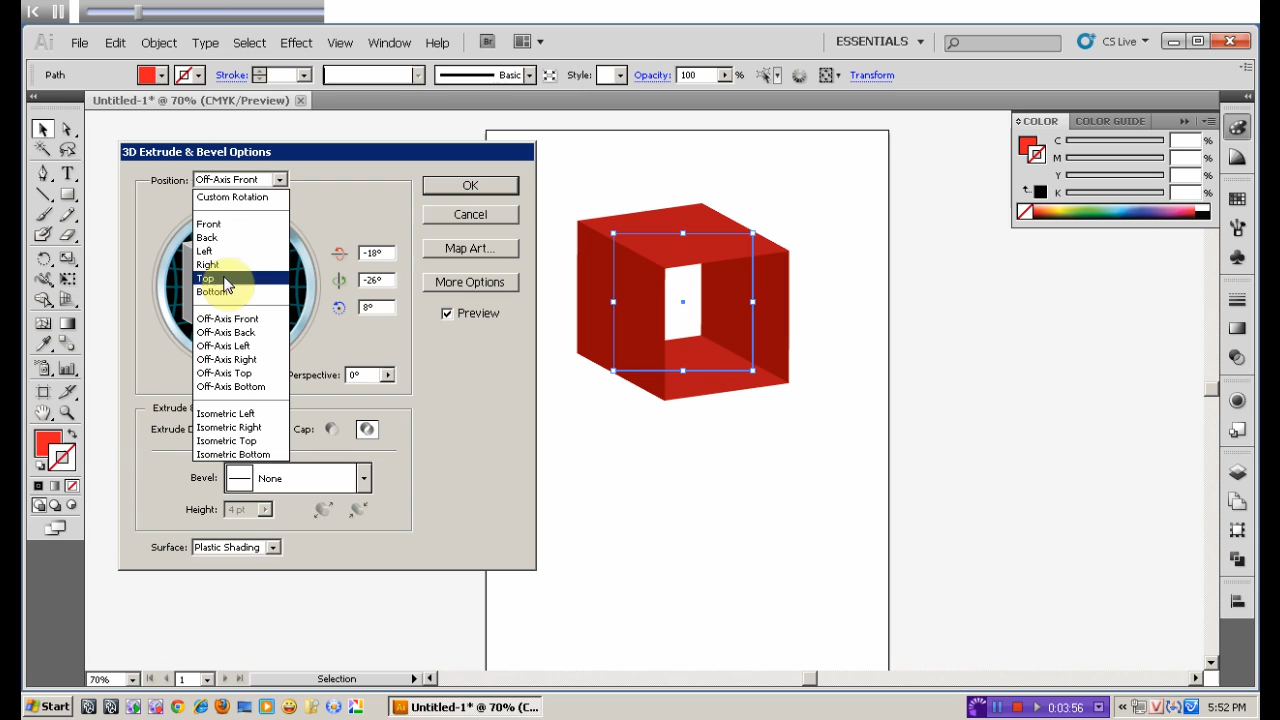 Ai File Edit Object Type Select Effect View Window Help Br ESSENTIALS CS Live
Path Stroke: Basic Style: Opacity: 100 % Transform
Untitled-1* @ 70% (CMYK/Preview)
COLOR COLOR GUIDE
C %
M %
Y %
K %
3D Extrude & Bevel Options
Position: Off-Axis Front
OK
Custom Rotation
Cancel
Front
Back
Left
Right
Top
Bottom
Map Art...
-18°
-26°
More Options
8°
Preview
Off-Axis Front
Off-Axis Back
Off-Axis Left
Off-Axis Right
Off-Axis Top
Off-Axis Bottom
Perspective: 0°
Isometric Left
Isometric Right
Isometric Top
Isometric Bottom
Extrude
Extrude D Cap:
Bevel: None
Height: 4 pt
Surface: Plastic Shading
70% 1 Selection
Start Untitled-1* @ 70% (C... 0:03:56 5:52 PM